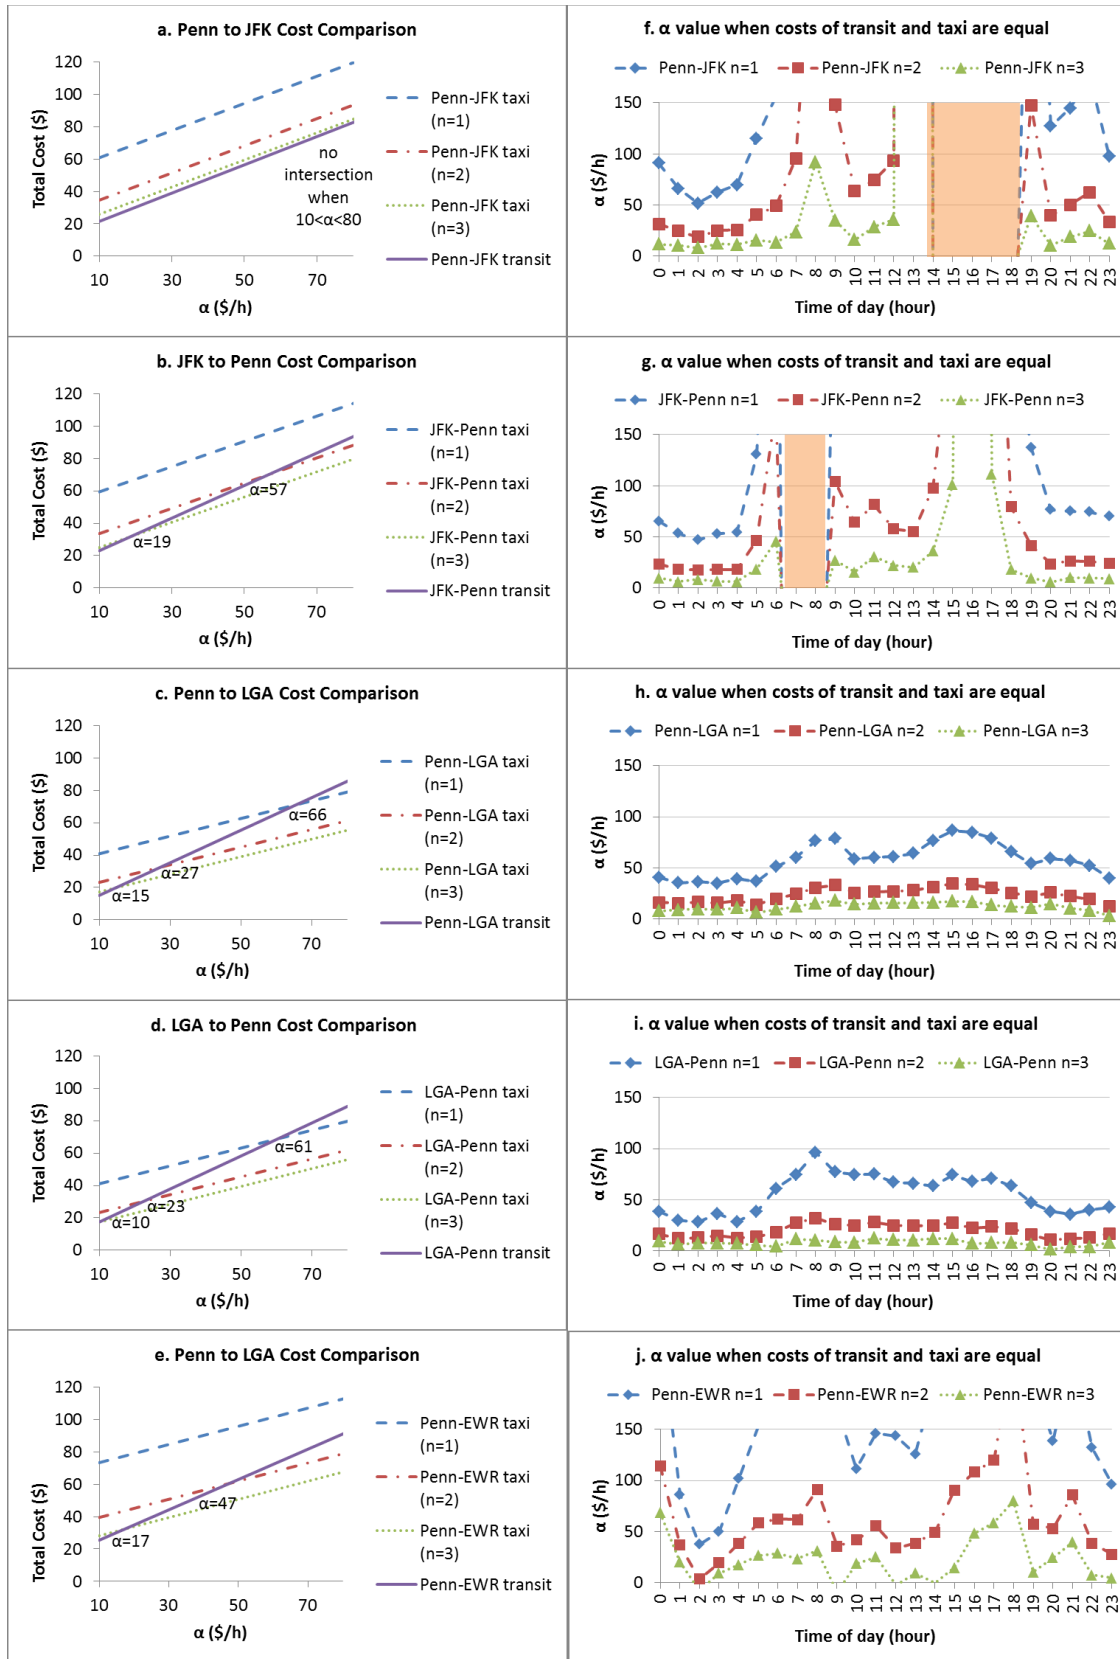 a. Penn to JFK Cost Comparison
120
100
80
60
40
20
0
Total Cost ($)
10
30
50
70
α ($/h)
no
intersection
when
10<α<80
Penn-JFK taxi
(n=1)
Penn-JFK taxi
(n=2)
Penn-JFK taxi
(n=3)
Penn-JFK transit
f. α value when costs of transit and taxi are equal
Penn-JFK n=1
Penn-JFK n=2
Penn-JFK n=3
150
100
50
0
α ($/h)
0 1 2 3 4 5 6 7 8 9 10 11 12 13 14 15 16 17 18 19 20 21 22 23
Time of day (hour)
b. JFK to Penn Cost Comparison
120
100
80
60
40
20
0
Total Cost ($)
10
30
50
70
α ($/h)
α=19
α=57
JFK-Penn taxi
(n=1)
JFK-Penn taxi
(n=2)
JFK-Penn taxi
(n=3)
JFK-Penn transit
g. α value when costs of transit and taxi are equal
JFK-Penn n=1
JFK-Penn n=2
JFK-Penn n=3
150
100
50
0
α ($/h)
0 1 2 3 4 5 6 7 8 9 10 11 12 13 14 15 16 17 18 19 20 21 22 23
Time of day (hour)
c. Penn to LGA Cost Comparison
120
100
80
60
40
20
0
Total Cost ($)
10
30
50
70
α ($/h)
α=15
α=27
α=66
Penn-LGA taxi
(n=1)
Penn-LGA taxi
(n=2)
Penn-LGA taxi
(n=3)
Penn-LGA transit
h. α value when costs of transit and taxi are equal
Penn-LGA n=1
Penn-LGA n=2
Penn-LGA n=3
150
100
50
0
α ($/h)
0 1 2 3 4 5 6 7 8 9 10 11 12 13 14 15 16 17 18 19 20 21 22 23
Time of day (hour)
d. LGA to Penn Cost Comparison
120
100
80
60
40
20
0
Total Cost ($)
10
30
50
70
α ($/h)
α=10
α=23
α=61
LGA-Penn taxi
(n=1)
LGA-Penn taxi
(n=2)
LGA-Penn taxi
(n=3)
LGA-Penn transit
i. α value when costs of transit and taxi are equal
LGA-Penn n=1
LGA-Penn n=2
LGA-Penn n=3
150
100
50
0
α ($/h)
0 1 2 3 4 5 6 7 8 9 10 11 12 13 14 15 16 17 18 19 20 21 22 23
Time of day (hour)
e. Penn to LGA Cost Comparison
120
100
80
60
40
20
0
Total Cost ($)
10
30
50
70
α ($/h)
α=17
α=47
Penn-EWR taxi
(n=1)
Penn-EWR taxi
(n=2)
Penn-EWR taxi
(n=3)
Penn-EWR transit
j. α value when costs of transit and taxi are equal
Penn-EWR n=1
Penn-EWR n=2
Penn-EWR n=3
150
100
50
0
α ($/h)
0 1 2 3 4 5 6 7 8 9 10 11 12 13 14 15 16 17 18 19 20 21 22 23
Time of day (hour)